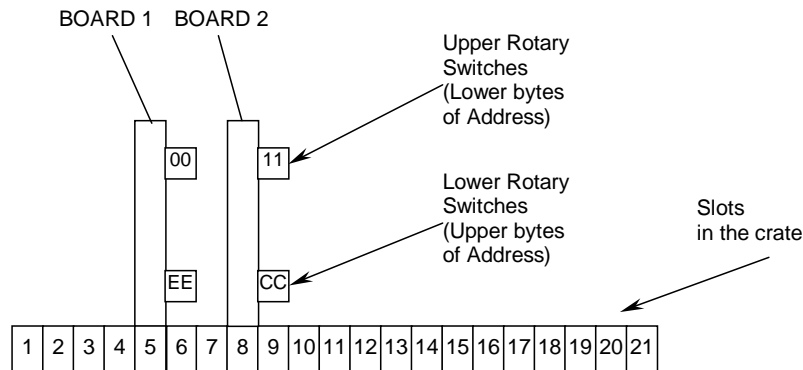 BOARD 1 BOARD 2
Upper Rotary
Switches
(Lower bytes
of Address)
00 11
Lower Rotary
Switches
(Upper bytes
of Address)
Slots
in the crate
EE CC
1 2 3 4 5 6 7 8 9 10 11 12 13 14 15 16 17 18 19 20 21